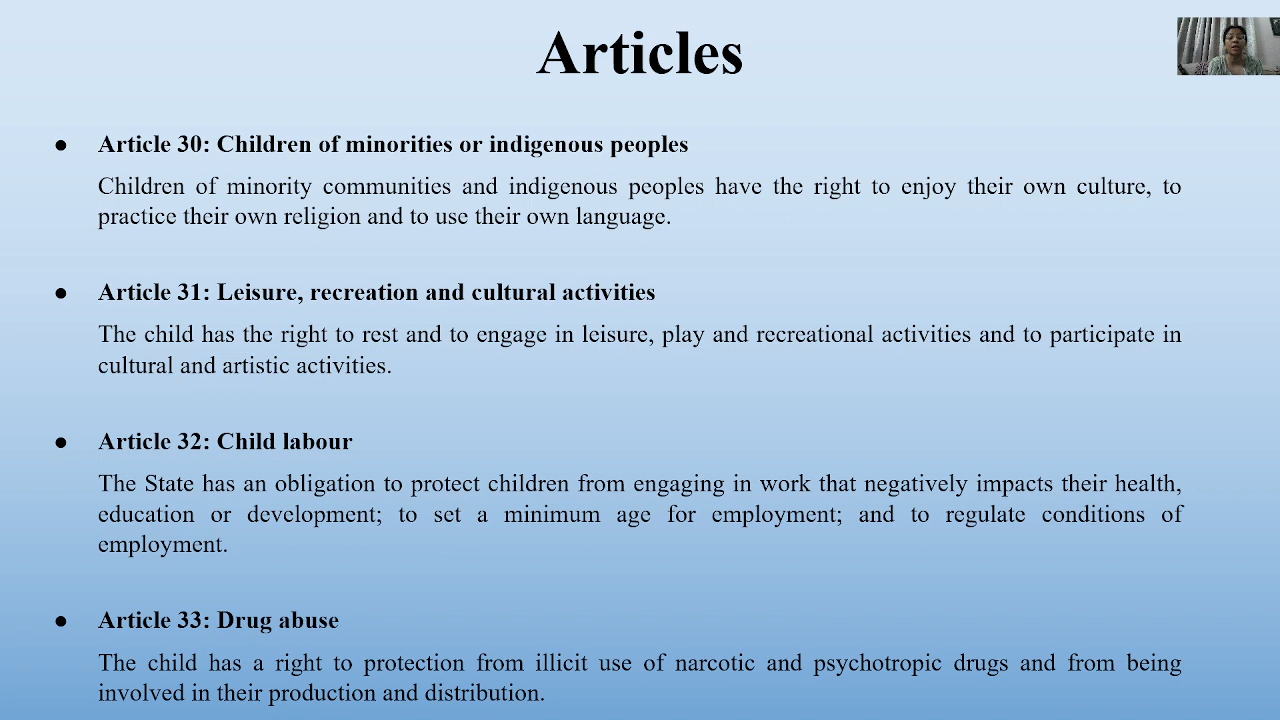 Articles
● Article 30: Children of minorities or indigenous peoples
Children of minority communities and indigenous peoples have the right to enjoy their own culture, to
practice their own religion and to use their own language.
● Article 31: Leisure, recreation and cultural activities
The child has the right to rest and to engage in leisure, play and recreational activities and to participate in
cultural and artistic activities.
● Article 32: Child labour
The State has an obligation to protect children from engaging in work that negatively impacts their health,
education or development; to set a minimum age for employment; and to regulate conditions of
employment.
● Article 33: Drug abuse
The child has a right to protection from illicit use of narcotic and psychotropic drugs and from being
involved in their production and distribution.